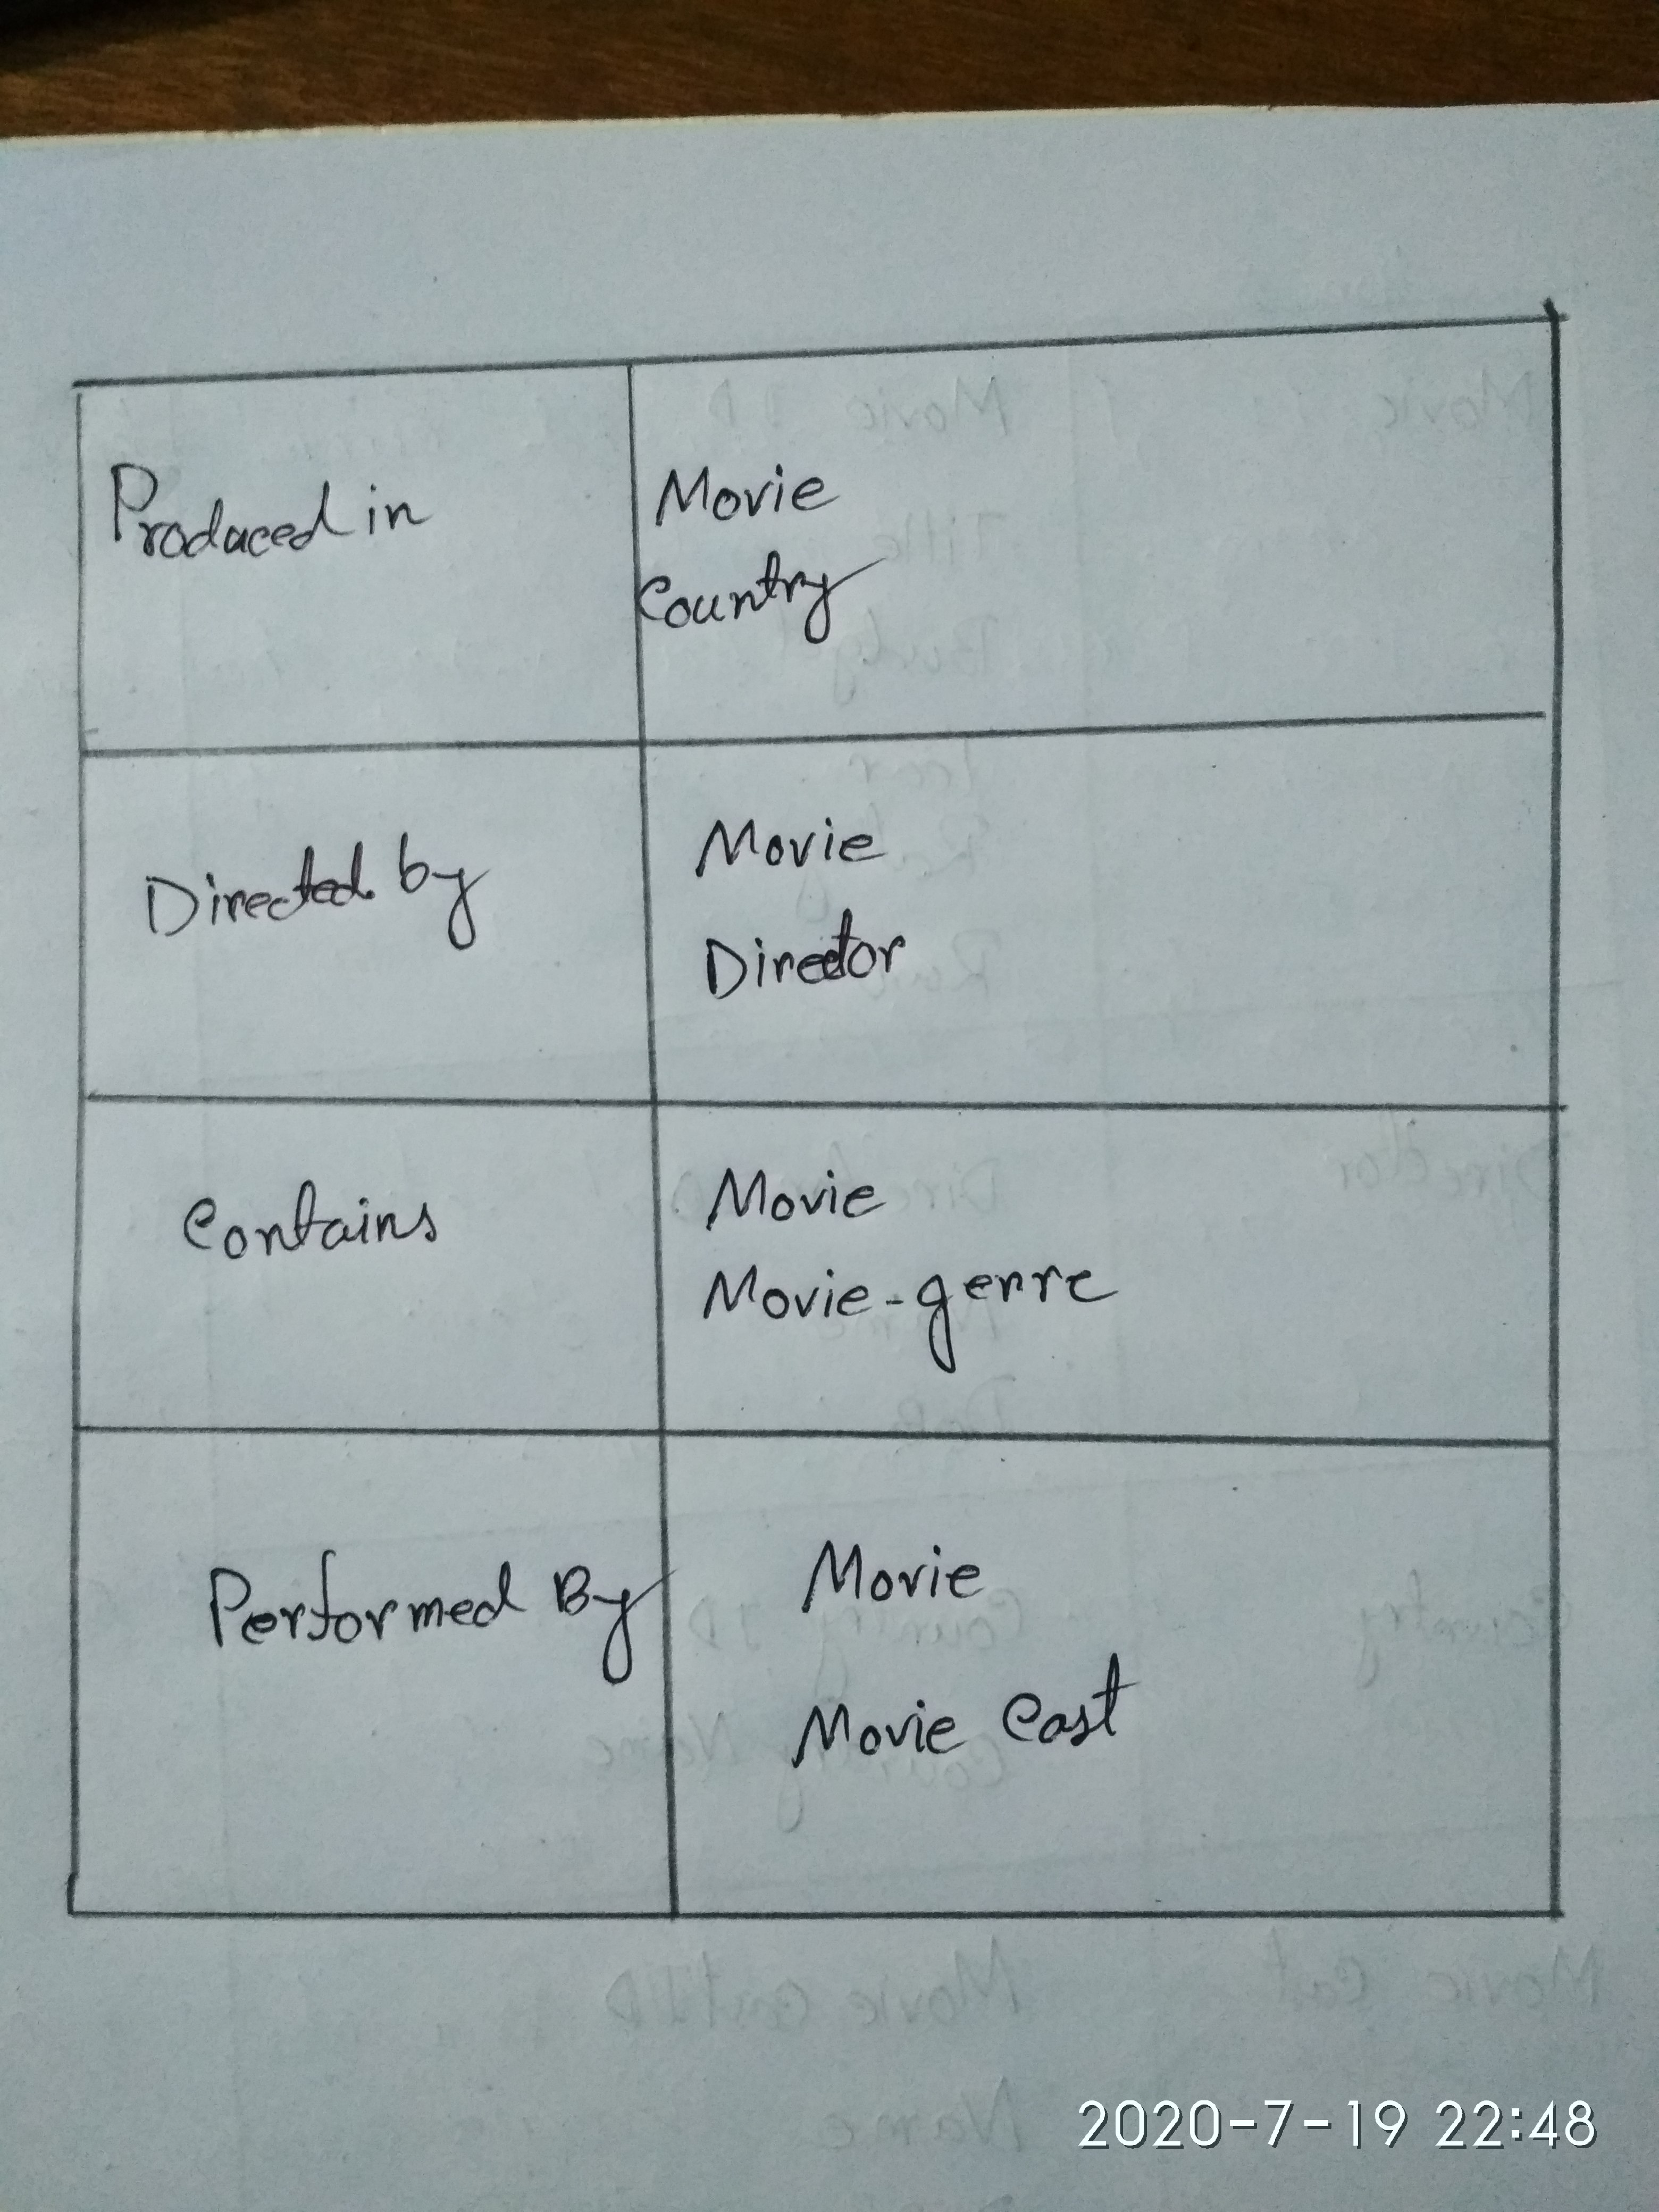 Produced in
Movie
Country
Directed by
Movie
Director
Contains
Movie
Movie-genre
Performed By
Movie
Movie Cast
2020-7-19 22:48